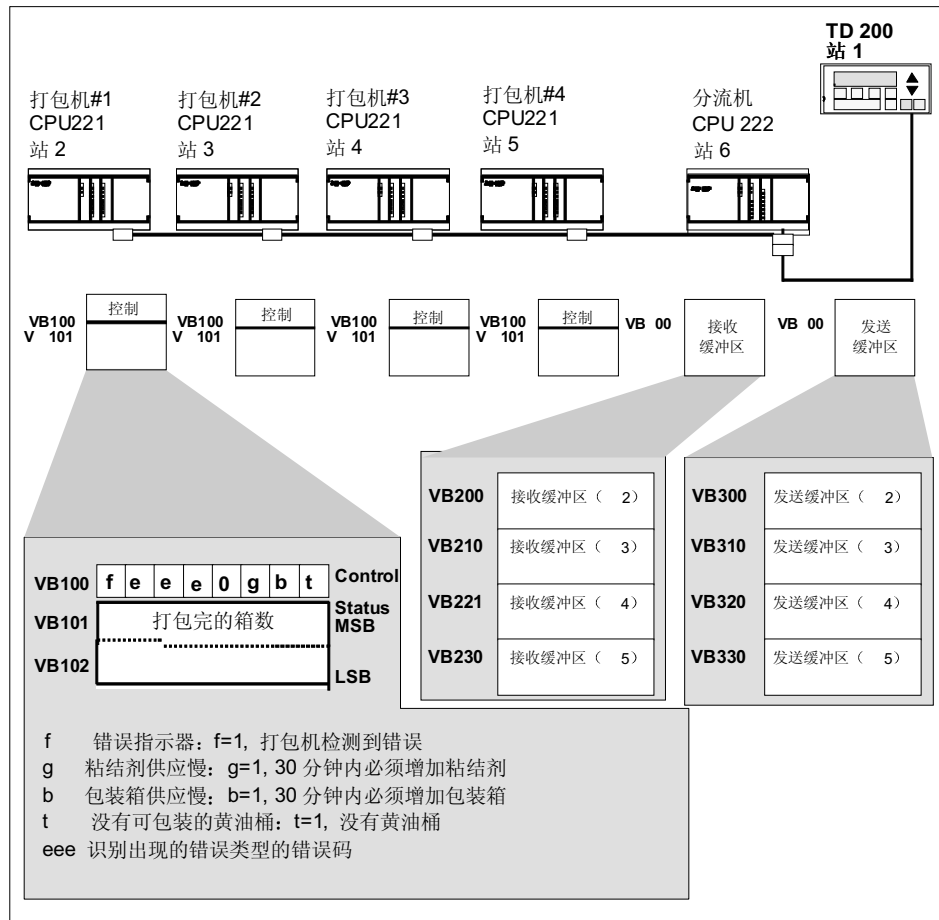 TD 200
站 1
打包机#1
CPU221
站 2
打包机#2
CPU221
站 3
打包机#3
CPU221
站 4
打包机#4
CPU221
站 5
分流机
CPU 222
站 6
VB100
V 101
控制
VB100
V 101
控制
VB100
V 101
控制
VB100
V 101
控制
VB 00
接收
缓冲区
VB 00
发送
缓冲区
VB200 接收缓冲区（ 2）
VB210 接收缓冲区（ 3）
VB221 接收缓冲区（ 4）
VB230 接收缓冲区（ 5）
VB300 发送缓冲区（ 2）
VB310 发送缓冲区（ 3）
VB320 发送缓冲区（ 4）
VB330 发送缓冲区（ 5）
VB100 f e e e 0 g b t Control
VB101 打包完的箱数 Status
MSB
VB102
LSB
f 错误指示器：f=1, 打包机检测到错误
g 粘结剂供应慢：g=1, 30 分钟内必须增加粘结剂
b 包装箱供应慢：b=1, 30 分钟内必须增加包装箱
t 没有可包装的黄油桶：t=1, 没有黄油桶
eee 识别出现的错误类型的错误码